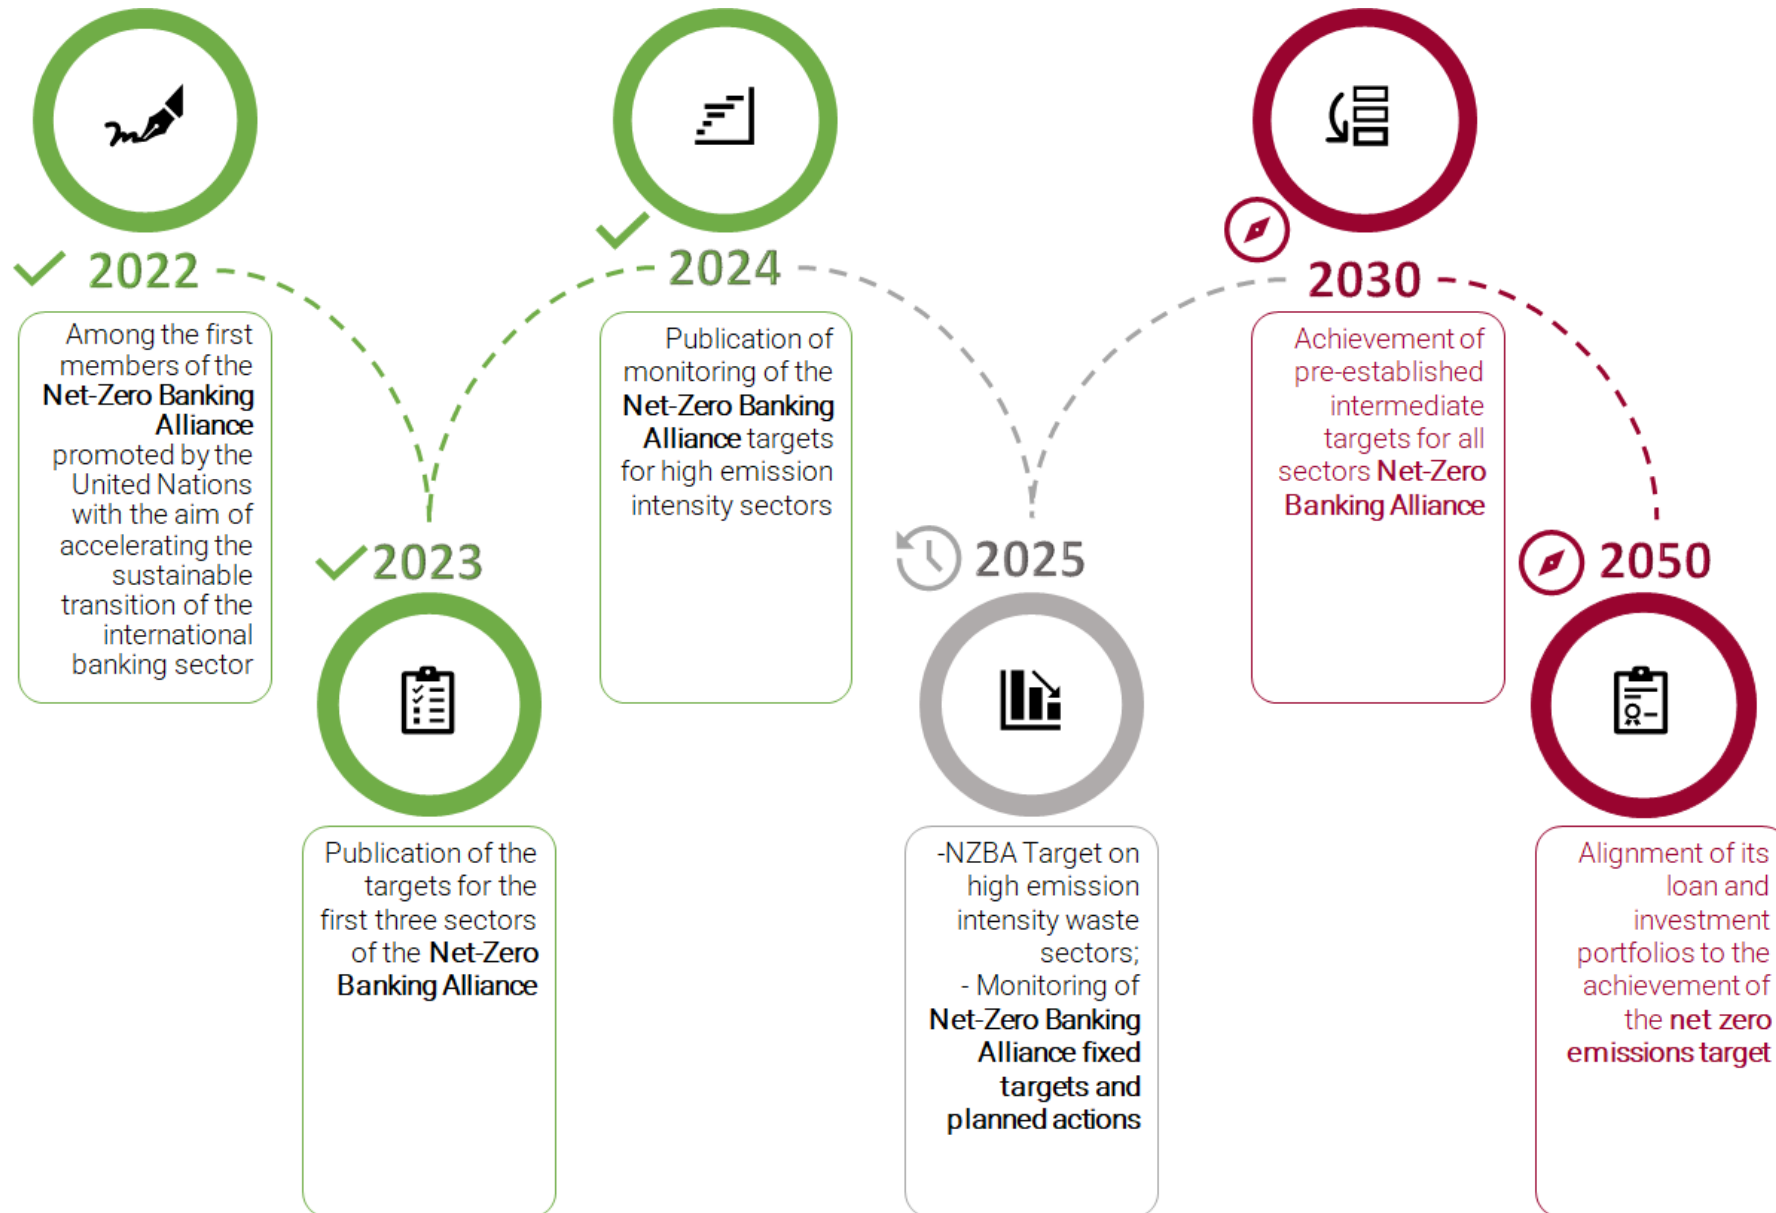 2022
Among the first
members of the
Net-Zero Banking
Alliance
promoted by the
United Nations
with the aim of
accelerating the
sustainable
transition of the
international
banking sector
2023
Publication of the
targets for the
first three sectors
of the Net-Zero
Banking Alliance
2024
Publication of
monitoring of the
Net-Zero Banking
Alliance targets
for high emission
intensity sectors
2025
-NZBA Target on
high emission
intensity waste
sectors;
- Monitoring of
Net-Zero Banking
Alliance fixed
targets and
planned actions
2030
Achievement of
pre-established
intermediate
targets for all
sectors Net-Zero
Banking Alliance
2050
Alignment of its
loan and
investment
portfolios to the
achievement of
the net zero
emissions target